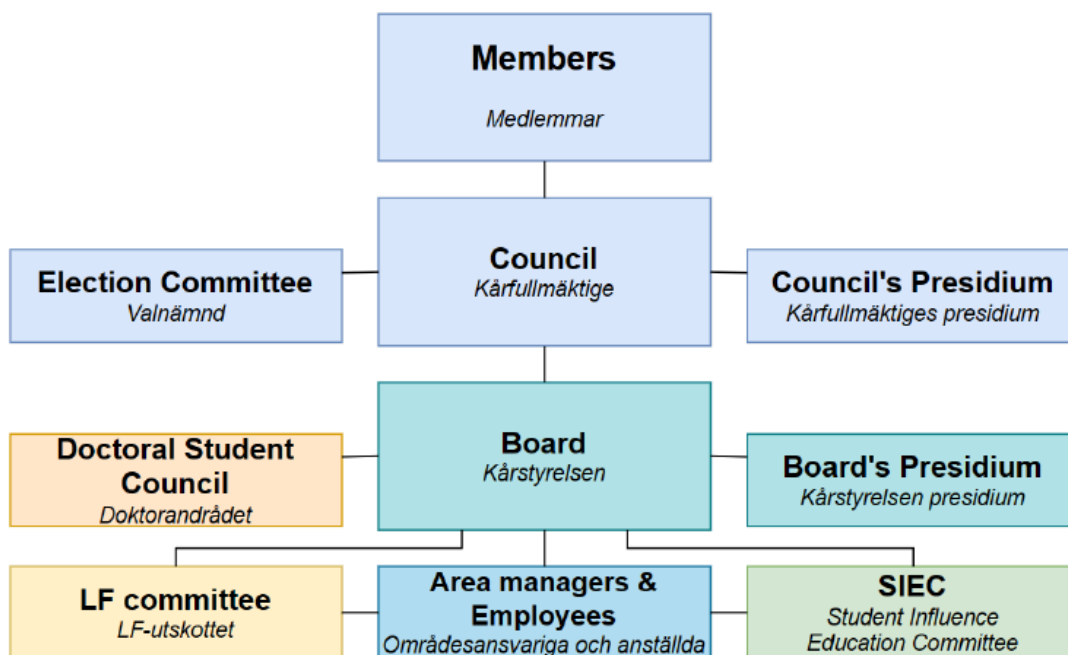 Members
Medlemmar
Council
Kårfullmäktige
Election Committee
Valnämnd
Council's Presidium
Kårfullmäktiges presidium
Board
Kårstyrelsen
Doctoral Student
Council
Doktorandrådet
Board's Presidium
Kårstyrelsen presidium
LF committee
LF-utskottet
Area managers &
Employees
Områdesansvariga och anställda
SIEC
Student Influence
Education Committee